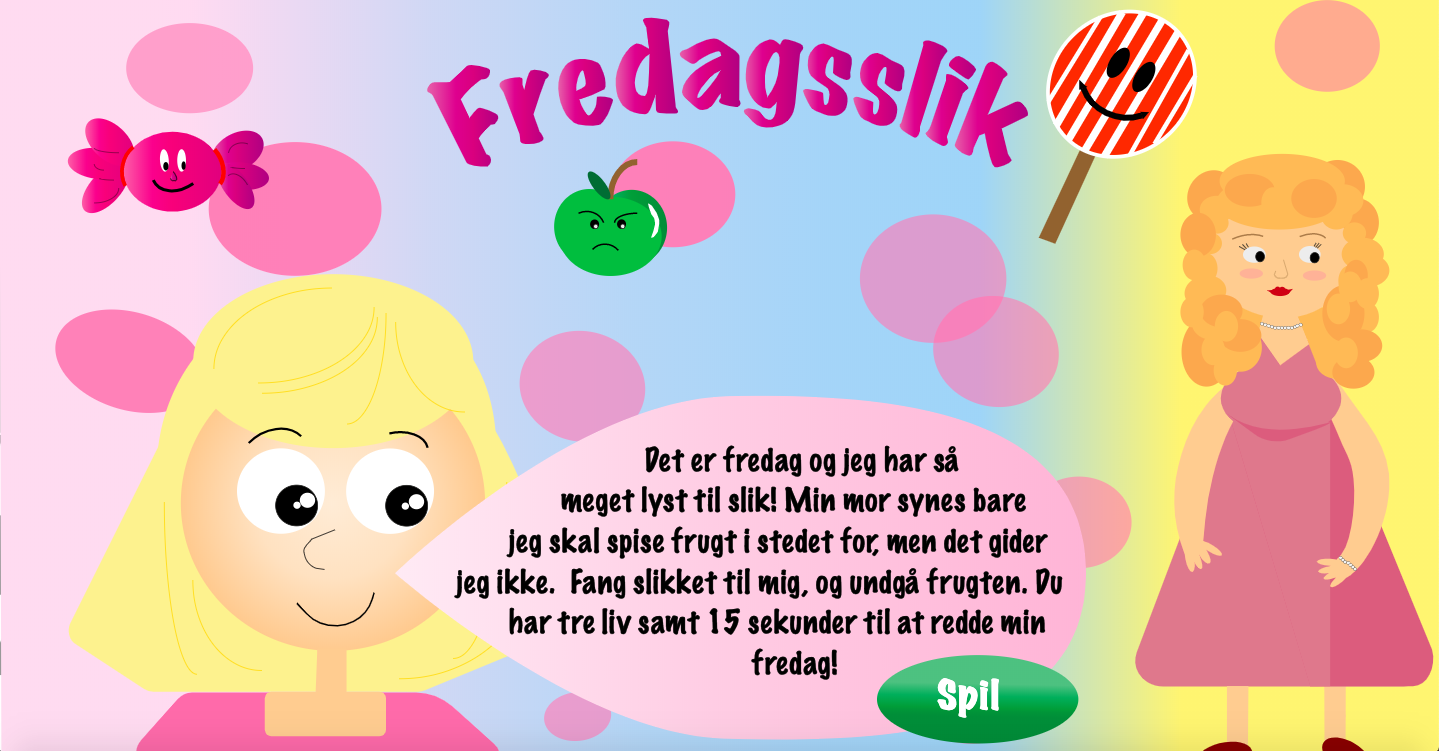 Fredagsslik
Det er fredag og jeg har så
meget lyst til slik! Min mor synes bare
jeg skal spise frugt i stedet for, men det gider
jeg ikke.  Fang slikket til mig, og undgå frugten. Du
har tre liv samt 15 sekunder til at redde min
fredag!
Spil